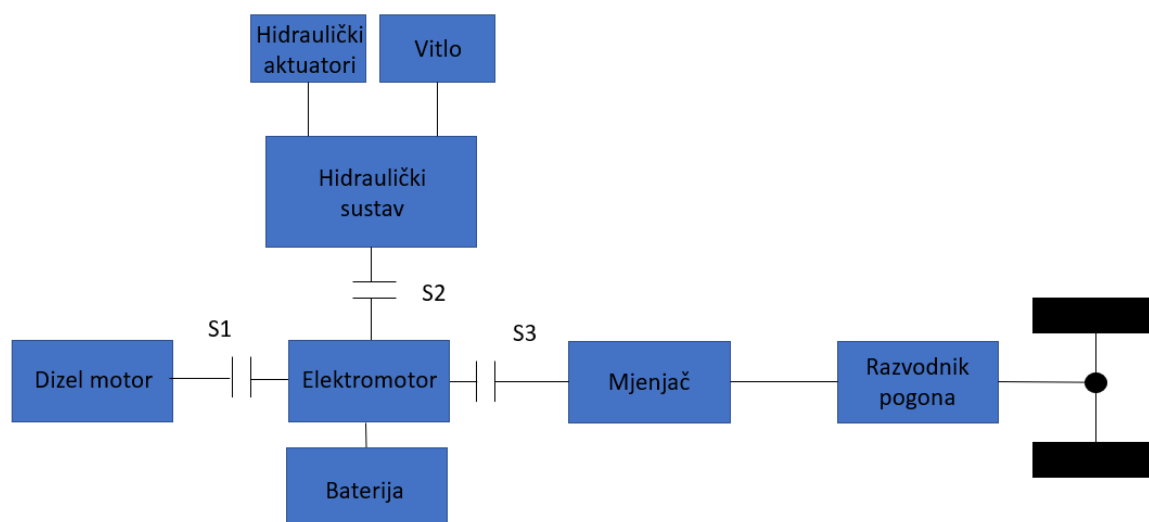 Hidraulički
aktuatori
Vitlo
Hidraulički
sustav
S2
S1
S3
Dizel motor
Elektromotor
Mjenjač
Razvodnik
pogona
Baterija